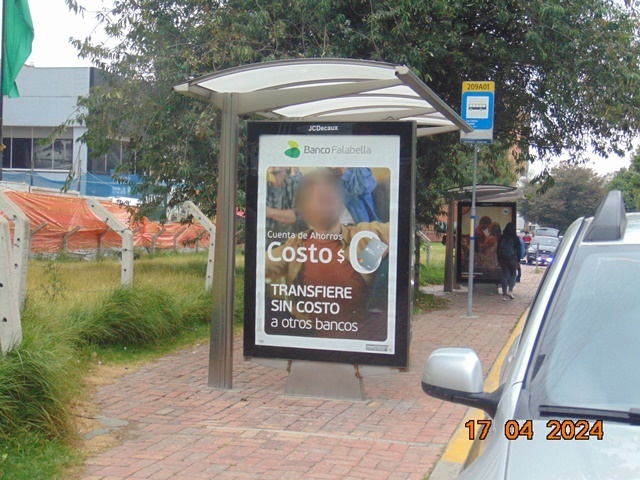 209A01
JCDecaux
Banco Falabella
Cuenta de Ahorros
Costo $0
TRANSFIERE
SIN COSTO
a otros bancos
17 04 2024